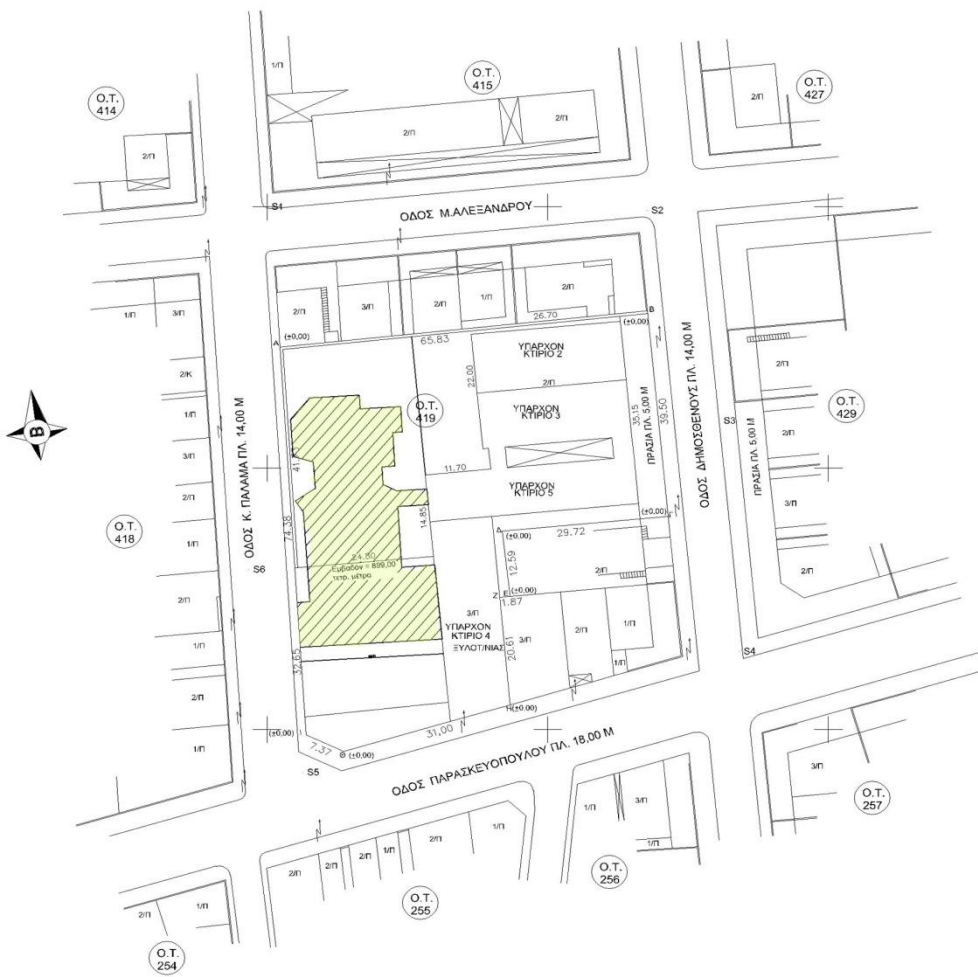 Ο.Τ.
414
2/Π
1/Π
Ο.Τ.
415
2/Π
2/Π
Ο.Τ.
427
2/Π
S1
ΟΔΟΣ Μ.ΑΛΕΞΑΝΔΡΟΥ
S2
1/Π
3/Π
2/Κ
1/Π
3/Π
2/Π
1/Π
2/Π
1/Π
2/Π
1/Π
Ο.Τ.
418
Β
ΟΔΟΣ Κ. ΠΑΛΑΜΑ ΠΛ. 14,00 Μ
S6
2/Π
3/Π
2/Π
1/Π
2/Π
(±0,00)
Α
65.83
26.70
(±0,00)
Β
ΥΠΑΡΧΟΝ
ΚΤΙΡΙΟ 2
2/Π
22.00
ΥΠΑΡΧΟΝ
ΚΤΙΡΙΟ 3
Ο.Τ.
419
11.70
ΥΠΑΡΧΟΝ
ΚΤΙΡΙΟ 5
35.15
ΠΡΑΣΙΑ ΠΛ. 5,00 Μ
39.50
41
74.38
14.85
24.80
Εμβαδόν = 899,00
τετρ. μέτρα
Δ
(±0,00)
29.72
(±0,00)
12.59
2/Π
Ζ
Ε
(±0,00)
1.87
3/Π
ΥΠΑΡΧΟΝ
ΚΤΙΡΙΟ 4
ΞΥΛΟΤ/ΝΙΑΣ
20.61
3/Π
2/Π
1/Π
1/Π
32.65
(±0,00)
Ι
7.37
Θ
(±0,00)
31,00
Η
(±0,00)
S5
ΟΔΟΣ ΠΑΡΑΣΚΕΥΟΠΟΥΛΟΥ ΠΛ. 18,00 Μ
ΟΔΟΣ ΔΗΜΟΣΘΕΝΟΥΣ ΠΛ. 14,00 Μ
S3
ΠΡΑΣΙΑ ΠΛ. 5,00 Μ
S4
2/Π
2/Π
3/Π
2/Π
Ο.Τ.
429
3/Π
Ο.Τ.
257
1/Π
3/Π
1/Π
Ο.Τ.
256
2/Π
2/Π
2/Π
1/Π
2/Π
1/Π
Ο.Τ.
255
2/Π
1/Π
Ο.Τ.
254